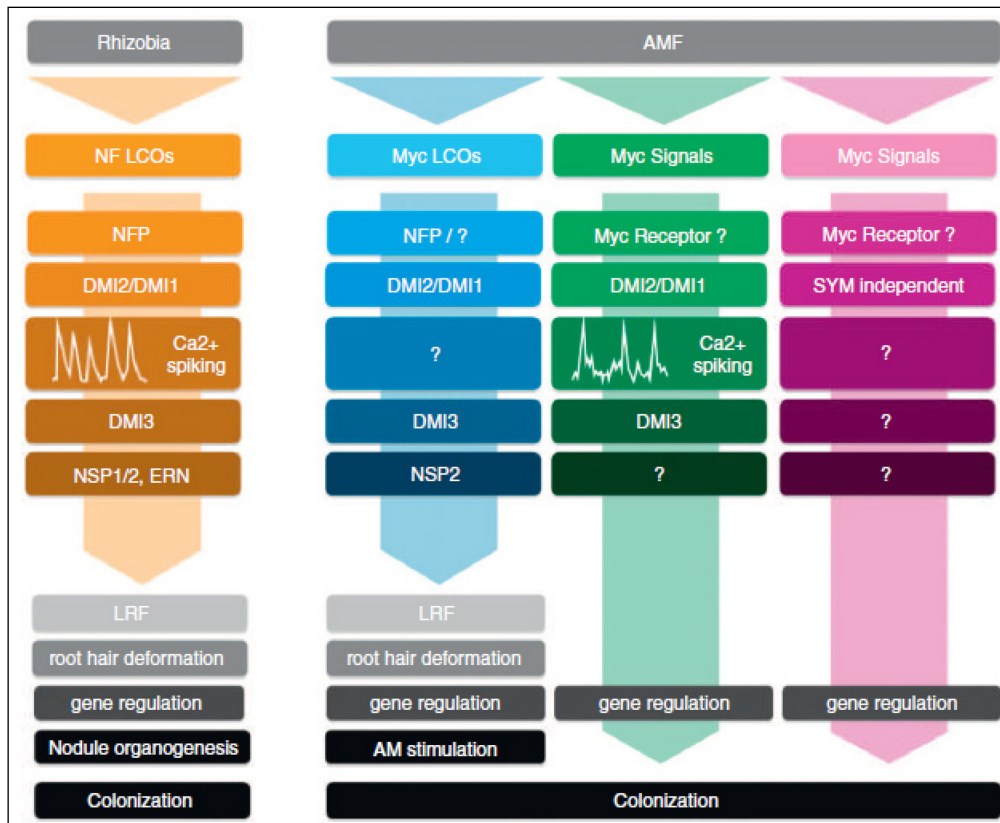 Rhizobia
AMF
NF LCOs
Myc LCOs
Myc Signals
Myc Signals
NFP
NFP / ?
Myc Receptor ?
Myc Receptor ?
DMI2/DMI1
DMI2/DMI1
DMI2/DMI1
SYM independent
Ca2+
spiking
?
Ca2+
spiking
?
DMI3
DMI3
DMI3
?
NSP1/2, ERN
NSP2
?
?
LRF
LRF
root hair deformation
root hair deformation
gene regulation
gene regulation
gene regulation
gene regulation
Nodule organogenesis
AM stimulation
Colonization
Colonization